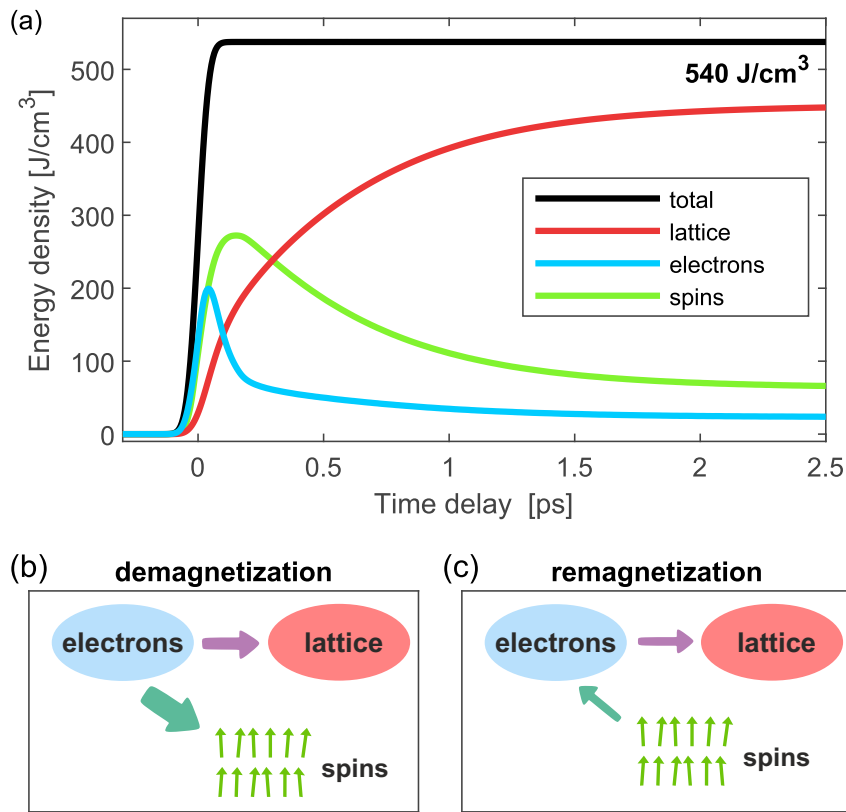 (a)
Energy density [J/cm³]
500
400
300
200
100
0
540 J/cm³
total
lattice
electrons
spins
0
0.5
1
1.5
2
2.5
Time delay [ps]
(b)
demagnetization
electrons
lattice
spins
(c)
remagnetization
electrons
lattice
spins